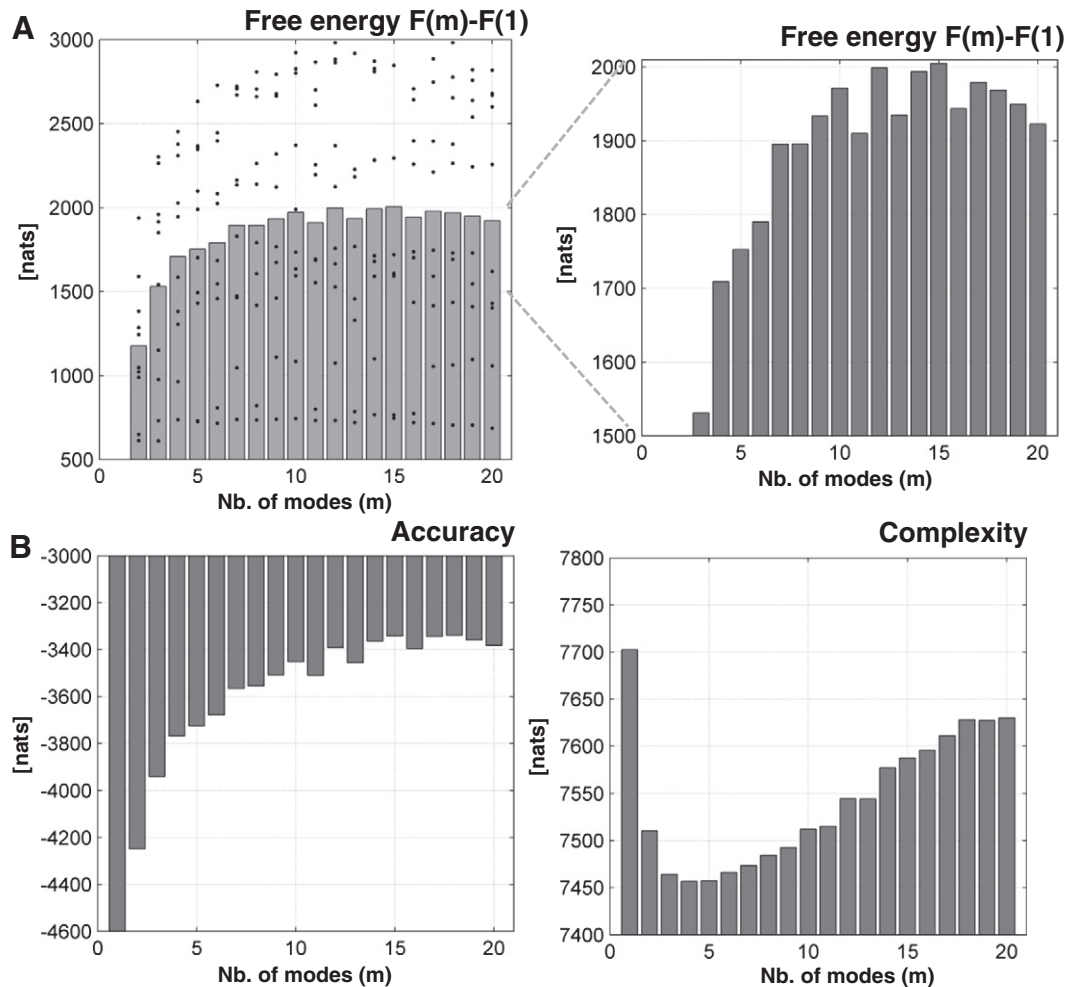 A
Free energy F(m)-F(1)
3000
2500
2000
1500
1000
500
[nats]
0 5 10 15 20
Nb. of modes (m)
Free energy F(m)-F(1)
2000
1900
1800
1700
1600
1500
[nats]
0 5 10 15 20
Nb. of modes (m)
B
Accuracy
-3000
-3200
-3400
-3600
-3800
-4000
-4200
-4400
-4600
[nats]
0 5 10 15 20
Nb. of modes (m)
Complexity
7800
7750
7700
7650
7600
7550
7500
7450
7400
[nats]
0 5 10 15 20
Nb. of modes (m)